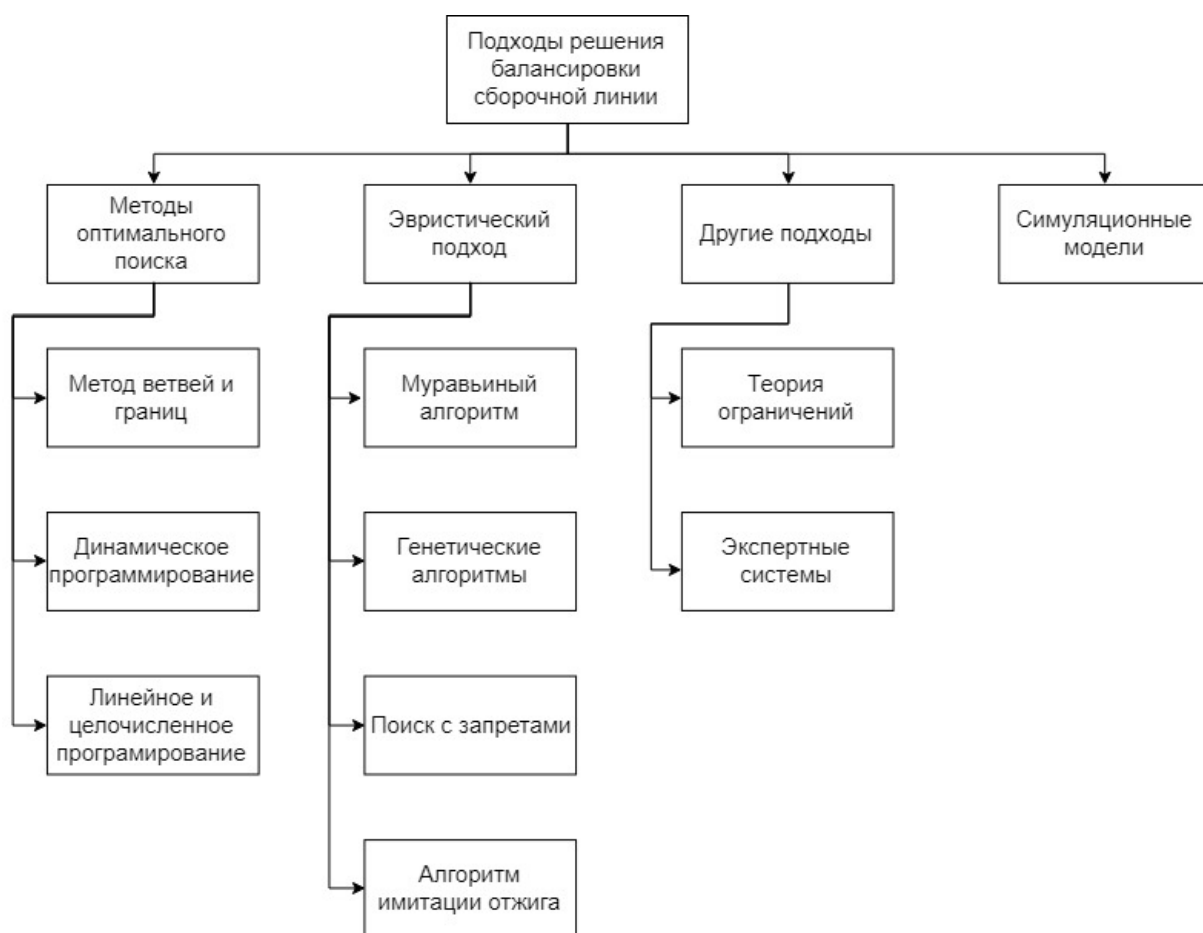 Подходы решения
балансировки
сборочной линии
Методы
оптимального
поиска
Эвристический
подход
Другие подходы
Симуляционные
модели
Метод ветвей и
границ
Муравьиный
алгоритм
Теория
ограничений
Динамическое
программирование
Генетические
алгоритмы
Экспертные
системы
Линейное и
целочисленное
програмирование
Поиск с запретами
Алгоритм
имитации отжига